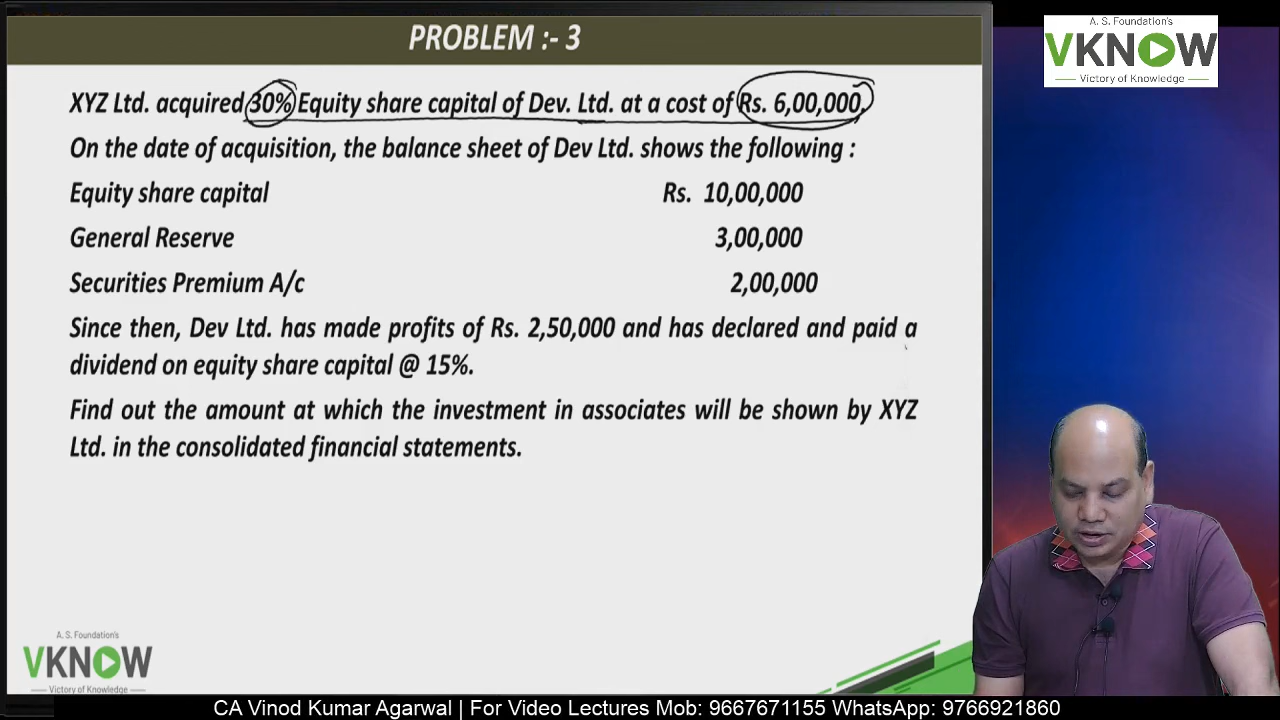 PROBLEM :- 3
A. S. Foundation's
VKNOW
Victory of Knowledge
XYZ Ltd. acquired 30% Equity share capital of Dev. Ltd. at a cost of Rs. 6,00,000.
On the date of acquisition, the balance sheet of Dev Ltd. shows the following :
Equity share capital Rs. 10,00,000
General Reserve 3,00,000
Securities Premium A/c 2,00,000
Since then, Dev Ltd. has made profits of Rs. 2,50,000 and has declared and paid a
dividend on equity share capital @ 15%.
Find out the amount at which the investment in associates will be shown by XYZ
Ltd. in the consolidated financial statements.
A. S. Foundation's
VKNOW
Victory of Knowledge
CA Vinod Kumar Agarwal | For Video Lectures Mob: 9667671155 WhatsApp: 9766921860